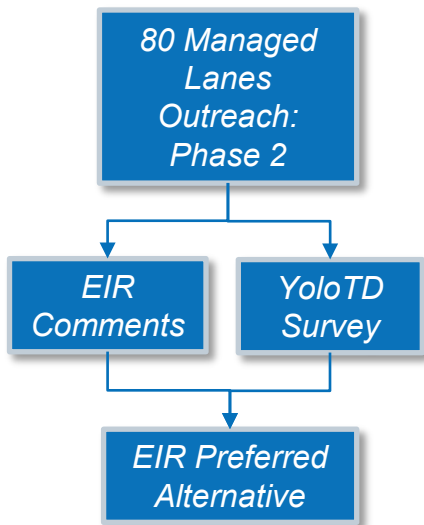 80 Managed
Lanes
Outreach:
Phase 2
EIR
Comments
YoloTD
Survey
EIR Preferred
Alternative